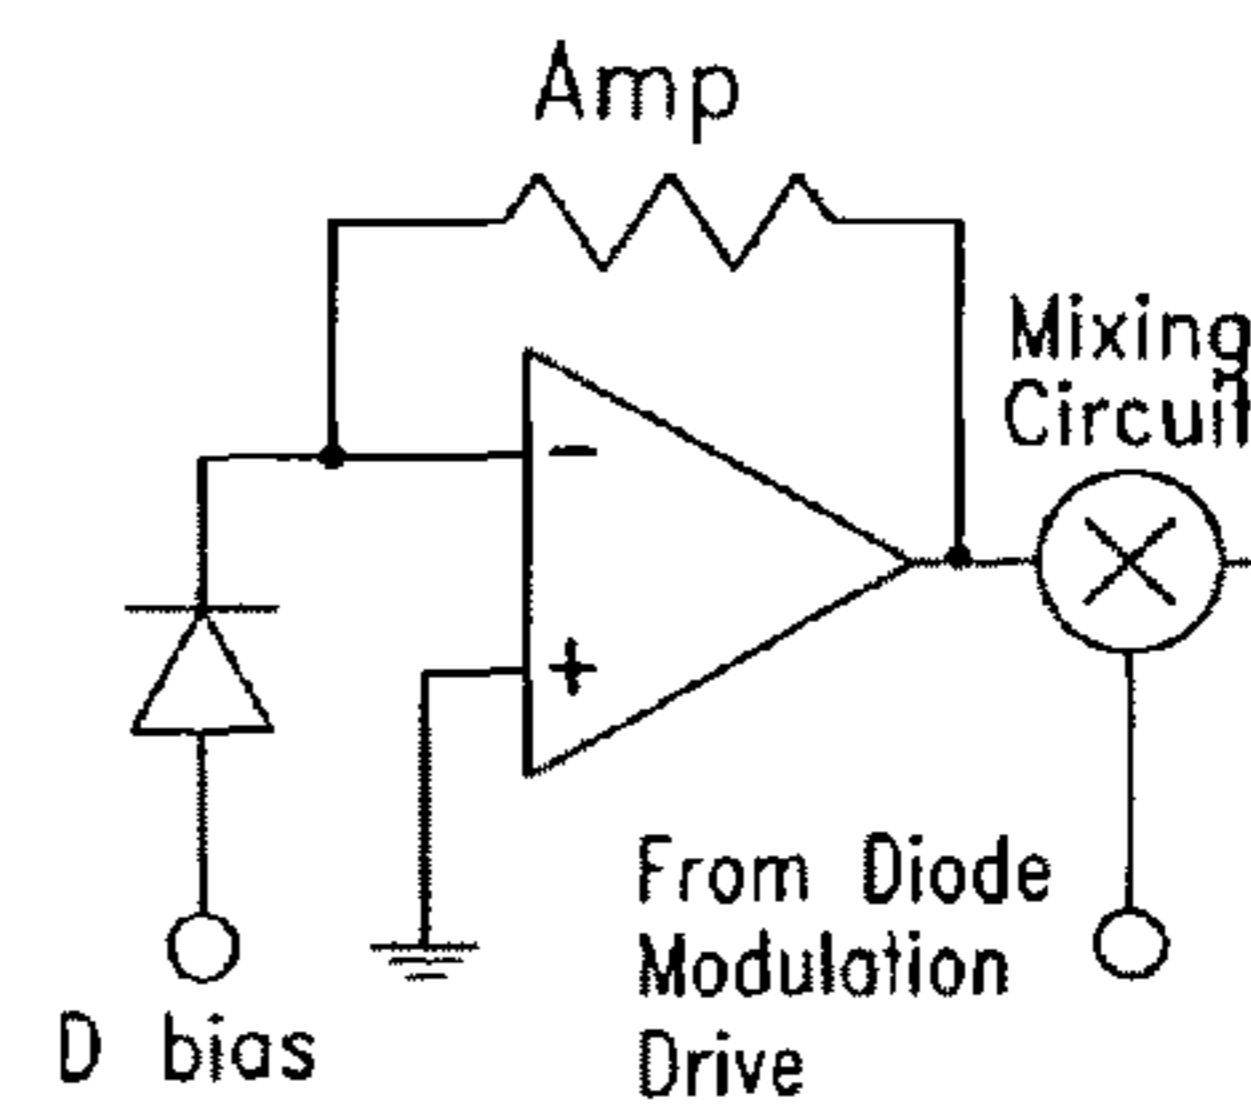 Amp
Mixing
Circuit
-
+
From Diode
Modulation
Drive
D bias